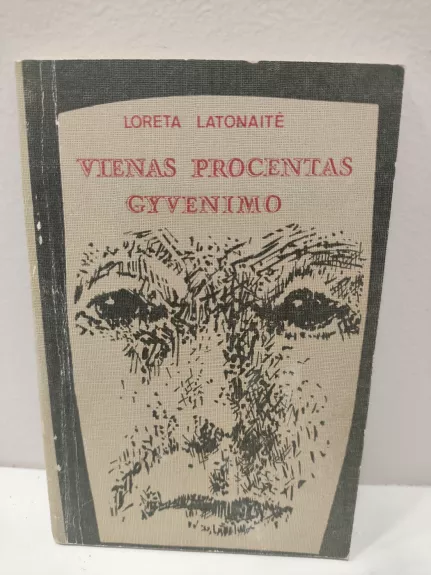 LORETA LATONAITĖ
VIENAS PROCENTAS
GYVENIMO